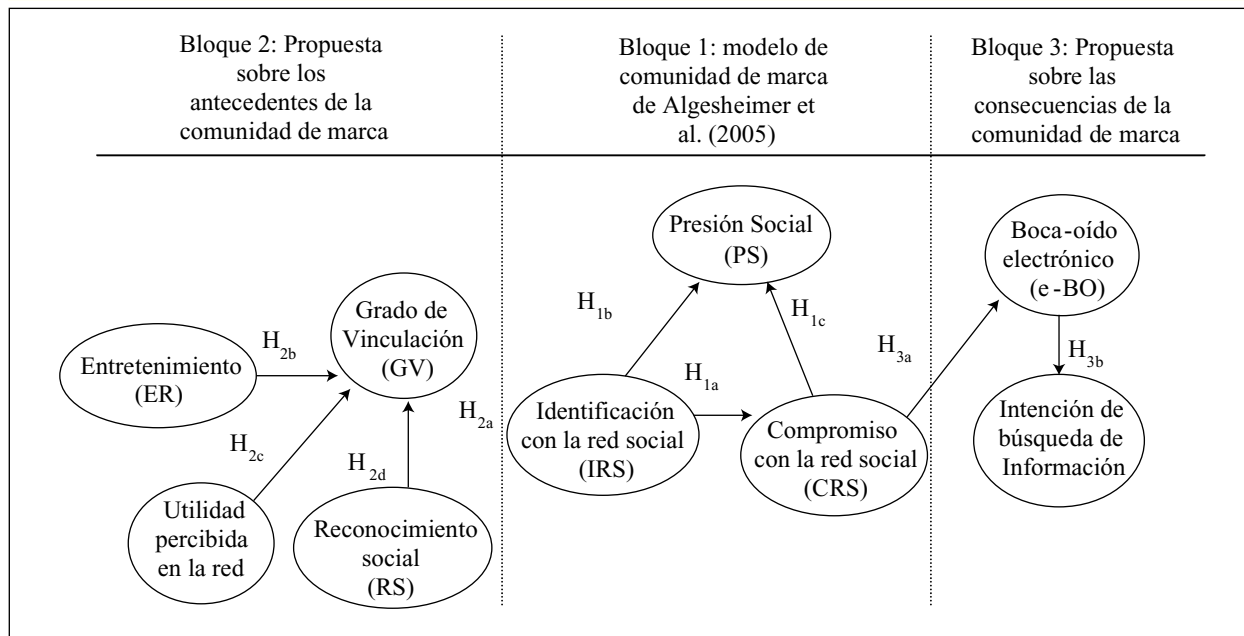 Bloque 2: Propuesta
sobre los
antecedentes de la
comunidad de marca
Bloque 1: modelo de
comunidad de marca
de Algesheimer et
al. (2005)
Bloque 3: Propuesta
sobre las
consecuencias de la
comunidad de marca
Entretenimiento
(ER)
H2b
Grado de
Vinculación
(GV)
H2c
H2d
H2a
Utilidad
percibida
en la red
Reconocimiento
social
(RS)
Presión Social
(PS)
H1b
H1c
H1a
Identificación
con la red social
(IRS)
Compromiso
con la red social
(CRS)
H3a
Boca-oído
electrónico
(e-BO)
H3b
Intención de
búsqueda de
Información